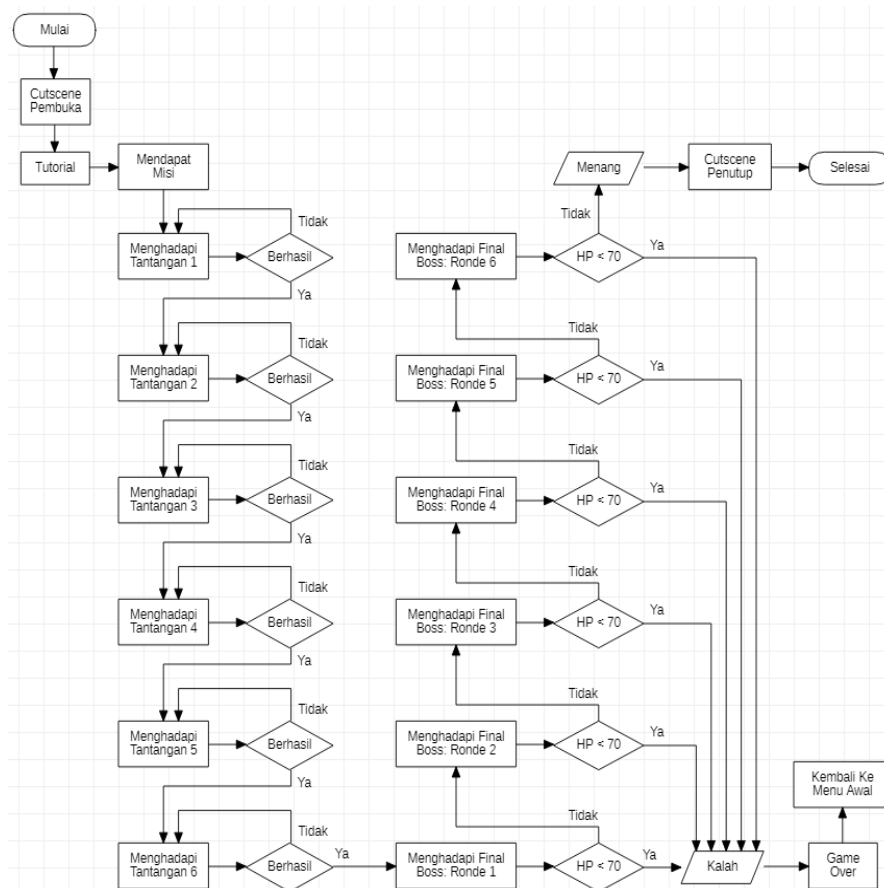 Mulai
Cutscene
Pembuka
Tutorial
Mendapat
Misi
Menghadapi
Tantangan 1
Berhasil
Tidak
Ya
Menghadapi
Tantangan 2
Berhasil
Tidak
Ya
Menghadapi
Tantangan 3
Berhasil
Tidak
Ya
Menghadapi
Tantangan 4
Berhasil
Tidak
Ya
Menghadapi
Tantangan 5
Berhasil
Tidak
Ya
Menghadapi
Tantangan 6
Berhasil
Tidak
Ya
Menghadapi Final
Boss: Ronde 1
HP < 70
Ya
Tidak
Menghadapi Final
Boss: Ronde 2
HP < 70
Ya
Tidak
Menghadapi Final
Boss: Ronde 3
HP < 70
Ya
Tidak
Menghadapi Final
Boss: Ronde 4
HP < 70
Ya
Tidak
Menghadapi Final
Boss: Ronde 5
HP < 70
Ya
Tidak
Menghadapi Final
Boss: Ronde 6
HP < 70
Ya
Tidak
Menang
Cutscene
Penutup
Selesai
Kalah
Game
Over
Kembali Ke
Menu Awal